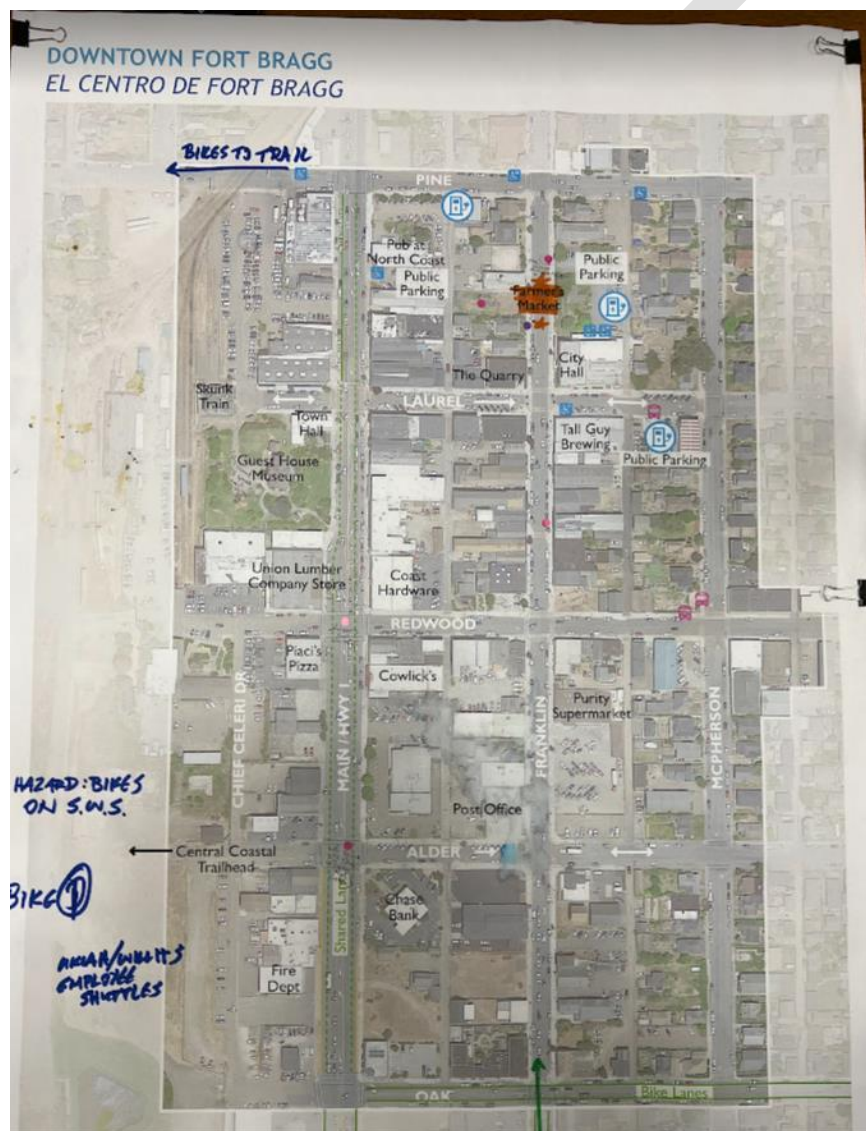 DOWNTOWN FORT BRAGG
EL CENTRO DE FORT BRAGG
BIKES TO TRAIL
PINE
Pub at
North Coast
Public
Parking
Public
Parking
Farmer's
Market
The Quarry
City
Hall
Skunk
Train
LAUREL
Town
Hall
Tall Guy
Brewing
Public Parking
Guest House
Museum
Union Lumber
Company Store
Coast
Hardware
REDWOOD
Piaci's
Pizza
Cowlick's
Purity
Supermarket
CHIEF CELERI DR
MAIN / HWY 1
FRANKLIN
MCPHERSON
HAZARD: BIKES
ON S.W.S.
Post Office
Central Coastal
Trailhead
ALDER
BIKE P
Shared Lane
Chase
Bank
EMPLOYEE
SHUTTLES
Fire
Dept
OAK
Bike Lanes